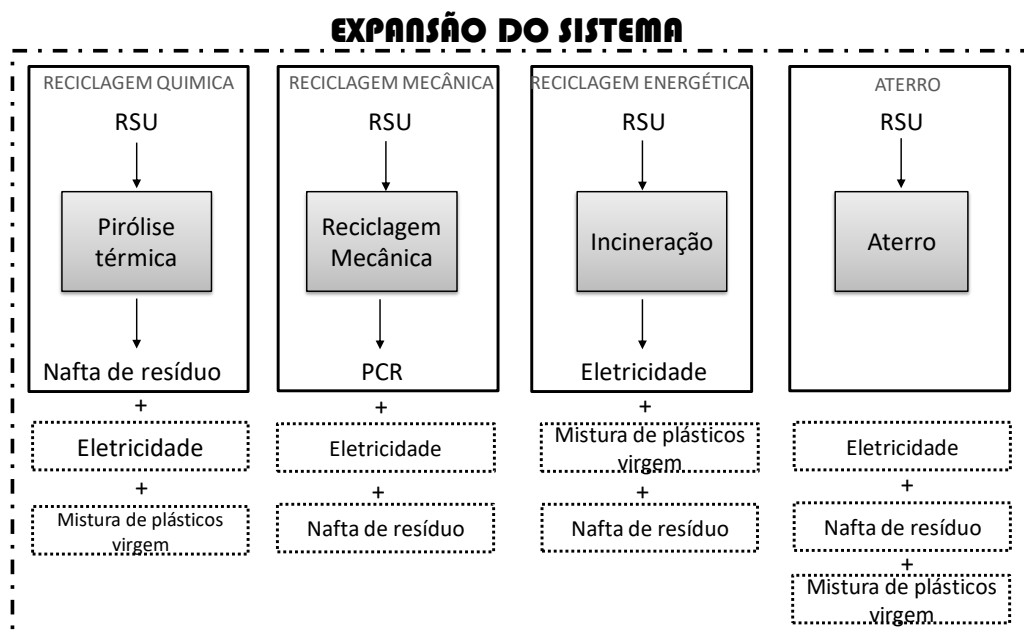 EXPANSÃO DO SISTEMA
RECICLAGEM QUIMICA
RSU
Pirólise
térmica
Nafta de resíduo
+
Eletricidade
+
Mistura de plásticos
virgem
RECICLAGEM MECÂNICA
RSU
Reciclagem
Mecânica
PCR
+
Eletricidade
+
Nafta de resíduo
RECICLAGEM ENERGÉTICA
RSU
Incineração
Eletricidade
+
Mistura de plásticos
virgem
+
Nafta de resíduo
ATERRO
RSU
Aterro
Eletricidade
+
Nafta de resíduo
+
Mistura de plásticos
virgem